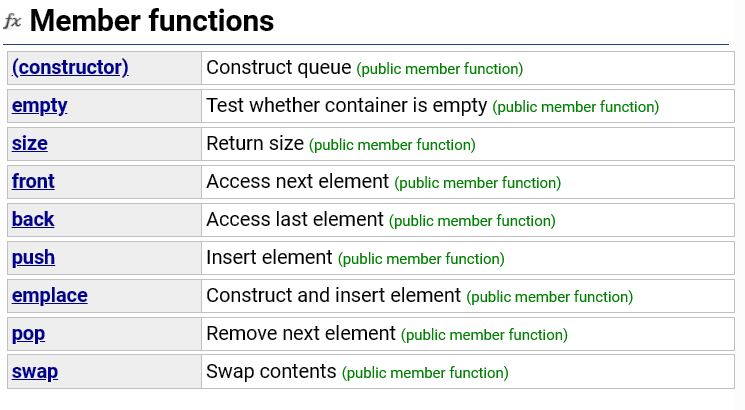 fx Member functions
(constructor) Construct queue (public member function)
empty Test whether container is empty (public member function)
size Return size (public member function)
front Access next element (public member function)
back Access last element (public member function)
push Insert element (public member function)
emplace Construct and insert element (public member function)
pop Remove next element (public member function)
swap Swap contents (public member function)